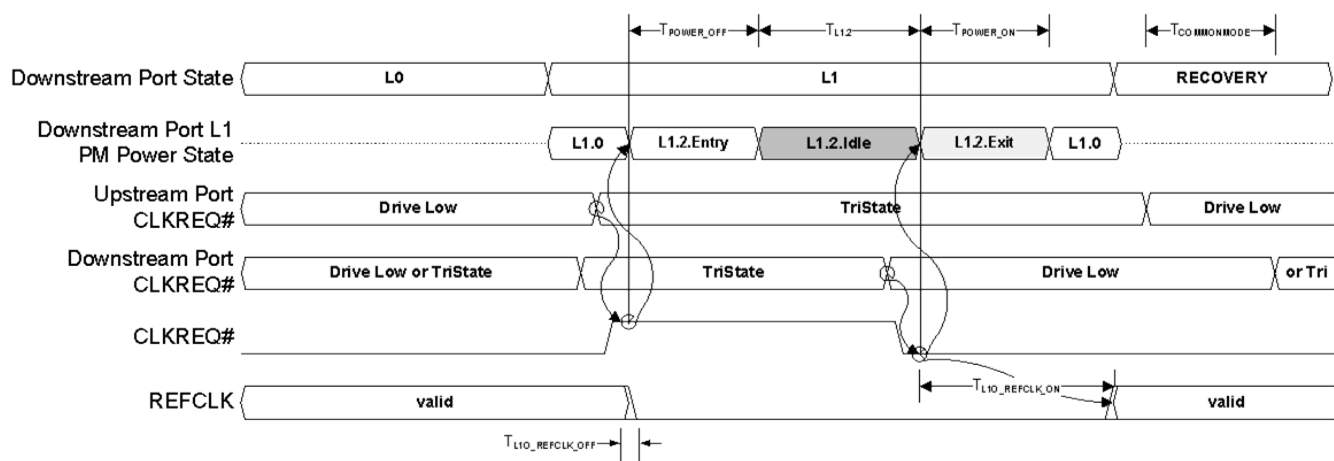 TPOWER_OFF TL1.2 TPOWER_ON TCOMMONMODE
Downstream Port State L0 L1 RECOVERY
Downstream Port L1
PM Power State
L1.0 L1.2.Entry L1.2.Idle L1.2.Exit L1.0
Upstream Port
CLKREQ#
Drive Low TriState Drive Low
Downstream Port
CLKREQ#
Drive Low or TriState TriState Drive Low or Tri
CLKREQ#
TL1O_REFCLK_ON
REFCLK valid valid
TL1O_REFCLK_OFF